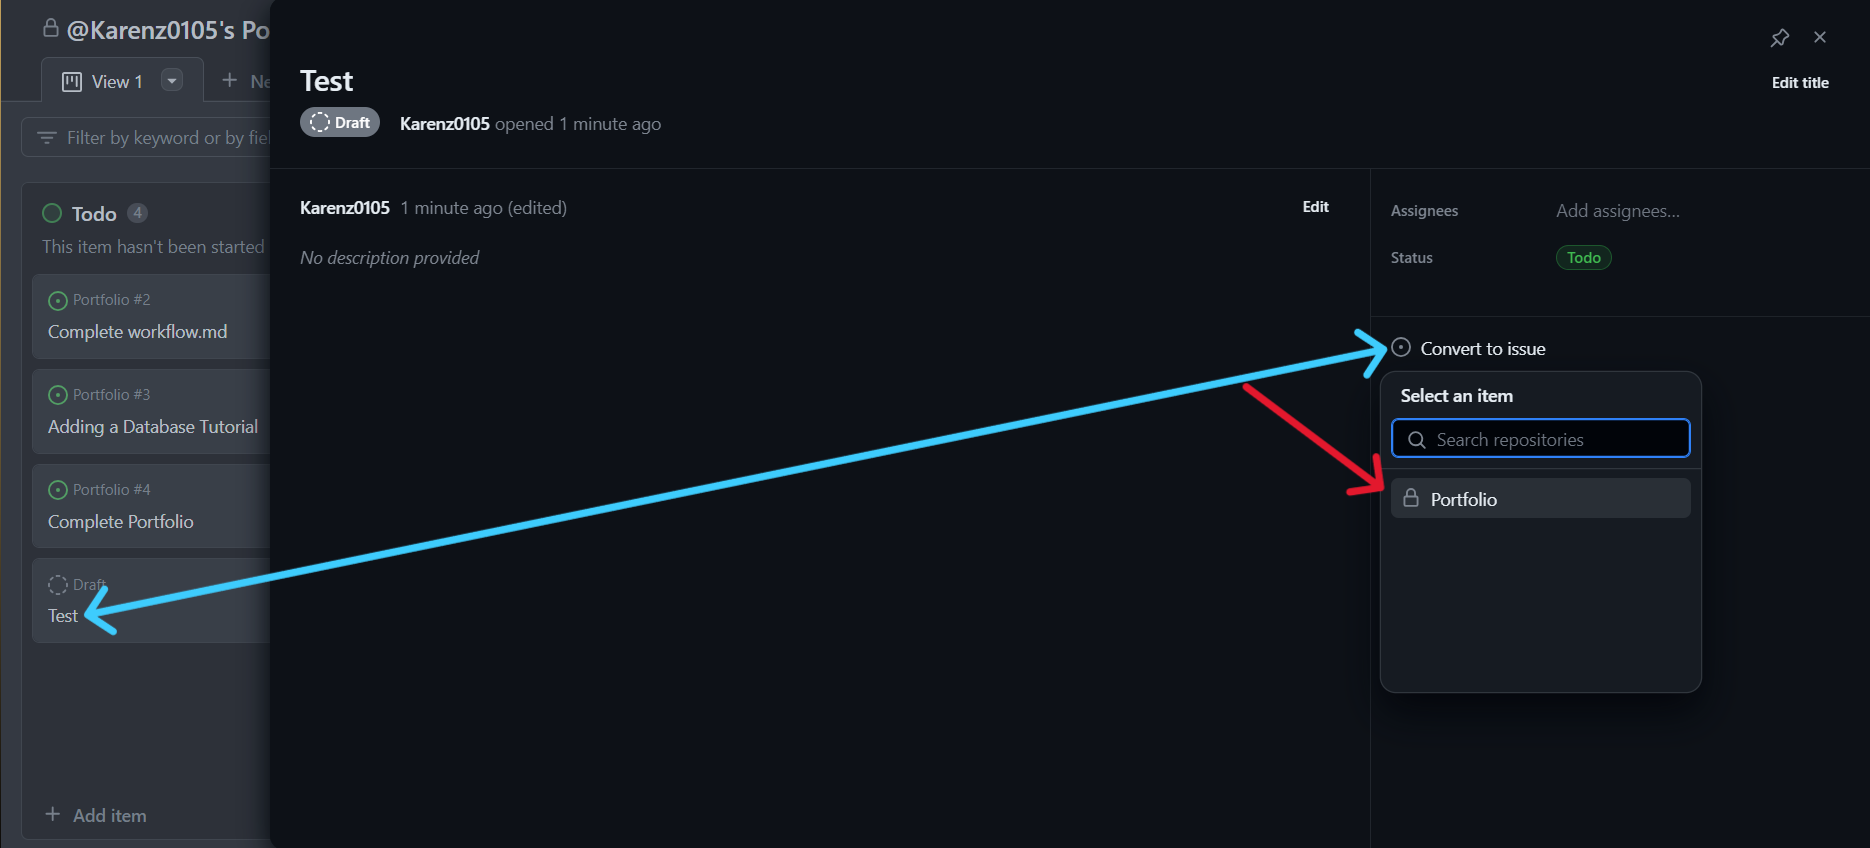 @Karenz0105's Po
View 1
Ne
Filter by keyword or by fiel
Todo 4
This item hasn't been started
Portfolio #2
Complete workflow.md
Portfolio #3
Adding a Database Tutorial
Portfolio #4
Complete Portfolio
Draft
Test
Add item
Test
Edit title
Draft Karenz0105 opened 1 minute ago
Karenz0105 1 minute ago (edited)
Edit
No description provided
Assignees Add assignees...
Status Todo
Convert to issue
Select an item
Search repositories
Portfolio